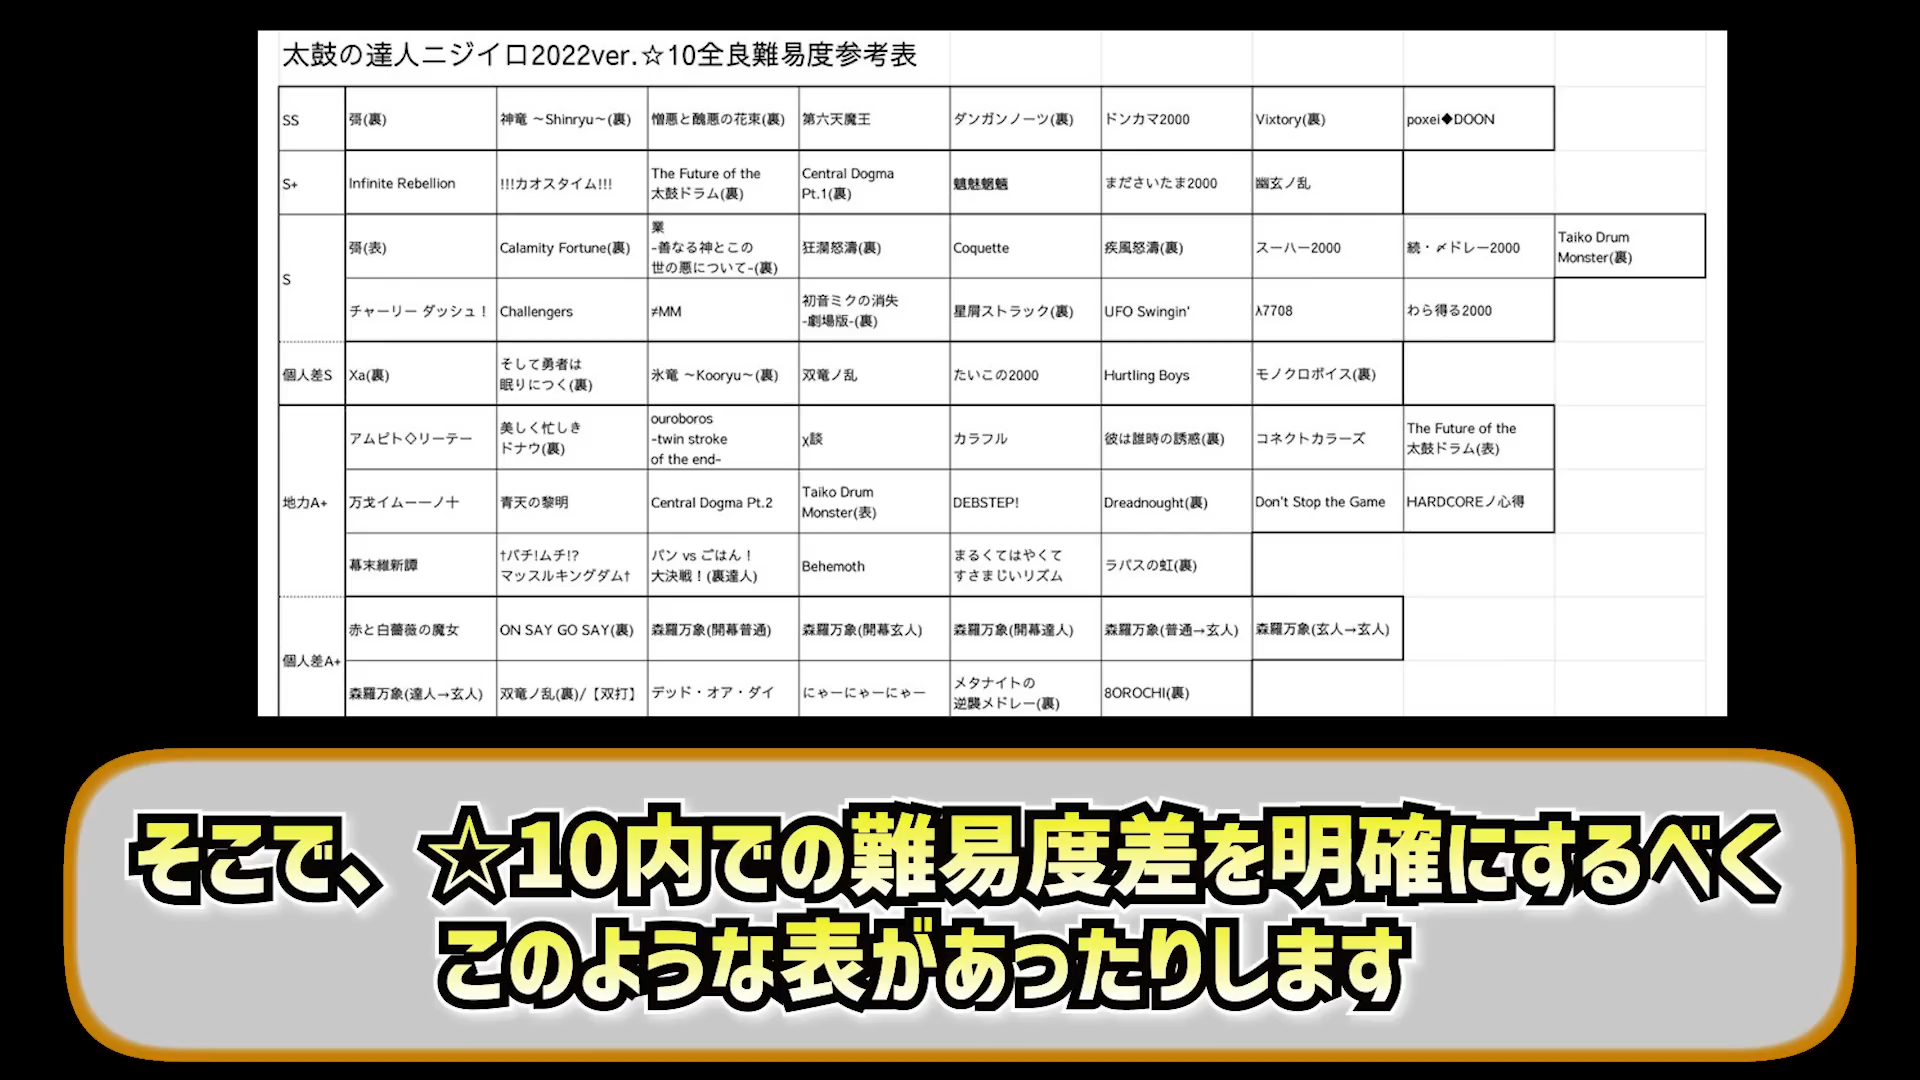 太鼓の達人ニジイロ2022ver.☆10全良難易度参考表
SS 彁(裏) 神竜 ～Shinryu～(裏) 憎悪と醜悪の花束(裏) 第六天魔王 ダンガンノーツ(裏) ドンカマ2000 Vixtory(裏) poxei◆DOON
S+ Infinite Rebellion !!!カオスタイム!!! The Future of the 太鼓ドラム(裏) Central Dogma Pt.1(裏) 魑魅魍魎 まださいたま2000 幽玄ノ乱
S 彁(表) Calamity Fortune(裏) 業 -善なる神とこの 世の悪について-(裏) 狂瀾怒濤(裏) Coquette 疾風怒濤(裏) スーハー2000 続・〆ドレー2000 Taiko Drum Monster(裏)
チャーリー ダッシュ！ Challengers ≠MM 初音ミクの消失 -劇場版-(裏) 星屑ストラック(裏) UFO Swingin' λ7708 わら得る2000
個人差S Xa(裏) そして勇者は 眠りにつく(裏) 氷竜 ～Kooryu～(裏) 双竜ノ乱 たいこの2000 Hurtling Boys モノクロボイス(裏)
地力A+ アムピト◇リーテー 美しく忙しき ドナウ(裏) ouroboros -twin stroke of the end- χ談 カラフル 彼は誰時の誘惑(裏) コネクトカラーズ The Future of the 太鼓ドラム(表)
万戈イムー一ノ十 青天の黎明 Central Dogma Pt.2 Taiko Drum Monster(表) DEBSTEP! Dreadnought(裏) Don't Stop the Game HARDCOREノ心得
幕末維新譚 †バチ!ムチ!? マッスルキングダム† パン vs ごはん！ 大決戦！(裏達人) Behemoth まるくてはやくて すさまじいリズム ラパスの虹(裏)
個人差A+ 赤と白薔薇の魔女 ON SAY GO SAY(裏) 森羅万象(開幕普通) 森羅万象(開幕玄人) 森羅万象(開幕達人) 森羅万象(普通→玄人) 森羅万象(玄人→玄人)
森羅万象(達人→玄人) 双竜ノ乱(裏)/【双打】 デッド・オア・ダイ にゃーにゃーにゃー メタナイトの 逆襲メドレー(裏) 8OROCHI(裏)
そこで、☆10内での難易度差を明確にするべく
このような表があったりします